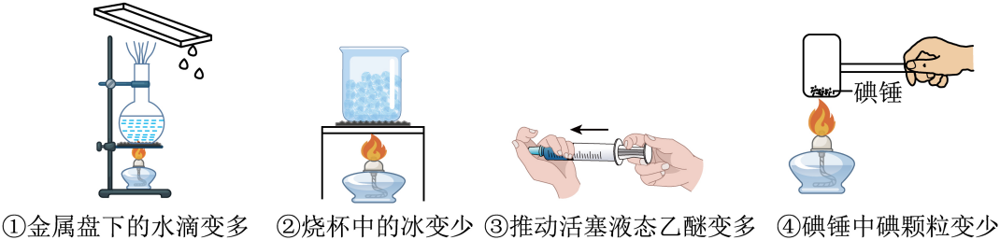 碘锤
①金属盘下的水滴变多
②烧杯中的冰变少
③推动活塞液态乙醚变多
④碘锤中碘颗粒变少